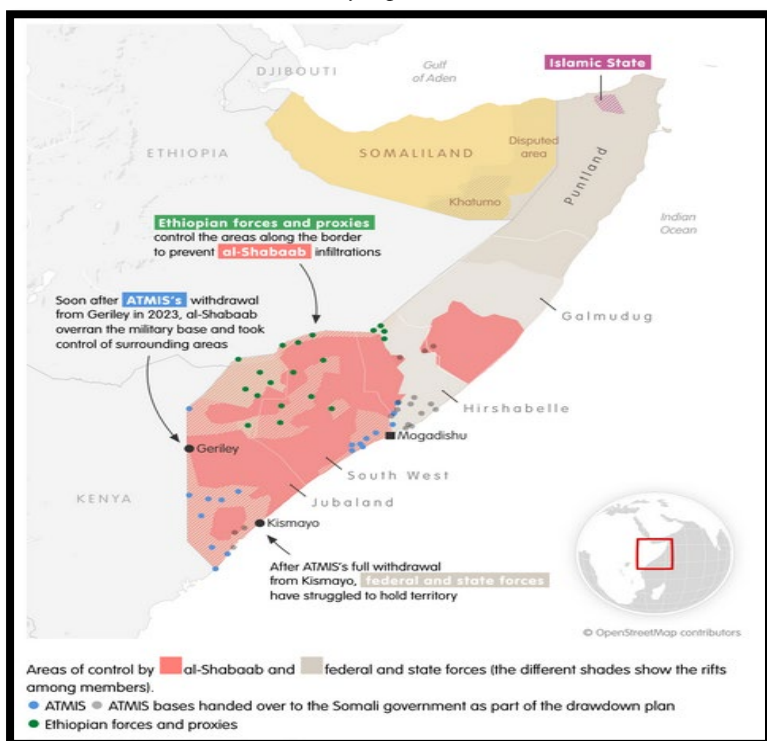 Islamic State
Gulf
of Aden
DJIBOUTI
ETHIOPIA
SOMALILAND
Disputed
area
Khatumo
Puntland
Indian
Ocean
Ethiopian forces and proxies
control the areas along the border
to prevent al-Shabaab
infiltrations
Soon after ATMIS's withdrawal
from Geriley in 2023, al-Shabaab
overran the military base and took
control of surrounding areas
Galmudug
Hirshabelle
Mogadishu
Geriley
South West
KENYA
Jubaland
Kismayo
After ATMIS's full withdrawal
from Kismayo, federal and state forces
have struggled to hold territory
© OpenStreetMap contributors
Areas of control by al-Shabaab and federal and state forces (the different shades show the rifts
among members).
ATMIS ATMIS bases handed over to the Somali government as part of the drawdown plan
Ethiopian forces and proxies